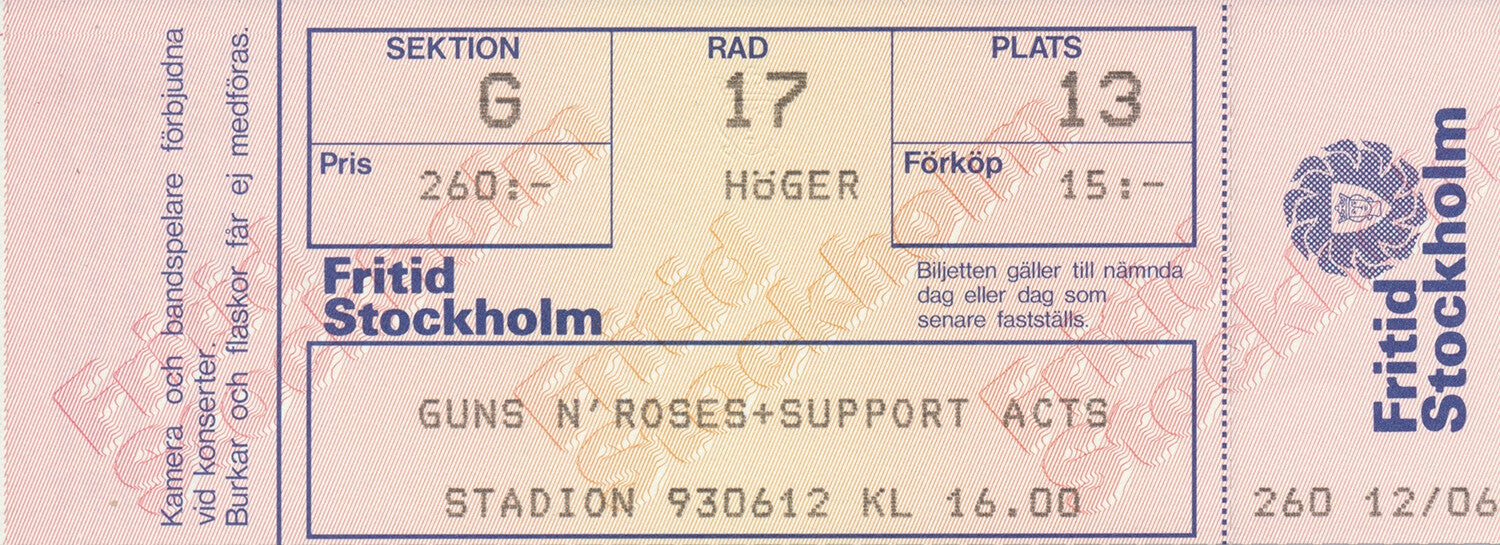 Kamera och bandspelare förbjudna
vid konserter.
Burkar och flaskor får ej medföras.
SEKTION RAD PLATS
G 17 13
Pris 260:- HöGER Förköp 15:-
Fritid
Stockholm
Biljetten gäller till nämnda
dag eller dag som
senare fastställs.
GUNS N'ROSES+SUPPORT ACTS
STADION 930612 KL 16.00
Fritid
Stockholm
260 12/06